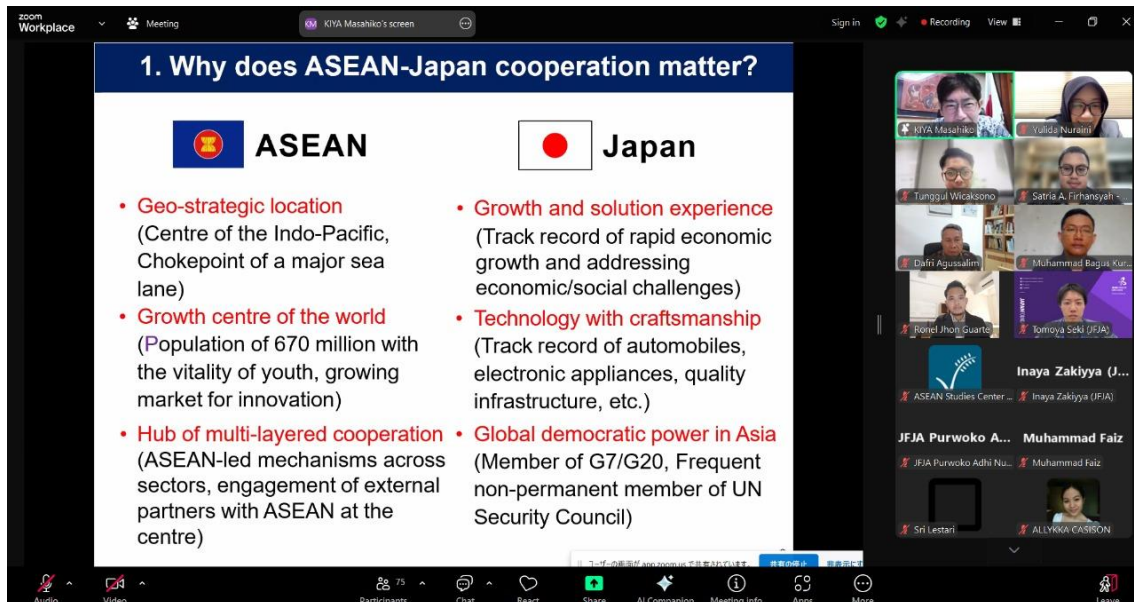 zoom
Workplace
Meeting
KM KIYA Masahiko's screen
Sign in
Recording
View
1. Why does ASEAN-Japan cooperation matter?
ASEAN
• Geo-strategic location
(Centre of the Indo-Pacific,
Chokepoint of a major sea
lane)
• Growth centre of the world
(Population of 670 million with
the vitality of youth, growing
market for innovation)
• Hub of multi-layered cooperation
(ASEAN-led mechanisms across
sectors, engagement of external
partners with ASEAN at the
centre)
Japan
• Growth and solution experience
(Track record of rapid economic
growth and addressing
economic/social challenges)
• Technology with craftsmanship
(Track record of automobiles,
electronic appliances, quality
infrastructure, etc.)
• Global democratic power in Asia
(Member of G7/G20, Frequent
non-permanent member of UN
Security Council)
KIYA Masahiko
Yulida Nuraini
Tunggul Wicaksono
Satria A. Firhansyah - ...
Dafri Agussalim
Muhammad Bagus Kur...
Ronel Jhon Guarte
Tomoya Seki (JFJA)
ASEAN Studies Center ...
Inaya Zakiyya (J...
Inaya Zakiyya (JFJA)
JFJA Purwoko A...
JFJA Purwoko Adhi Nu...
Muhammad Faiz
Muhammad Faiz
Sri Lestari
ALLYKKA CASISON
共有の停止
Audio
Video
75
Participants
Chat
React
Share
AI Companion
Meeting info
Apps
More
Leave